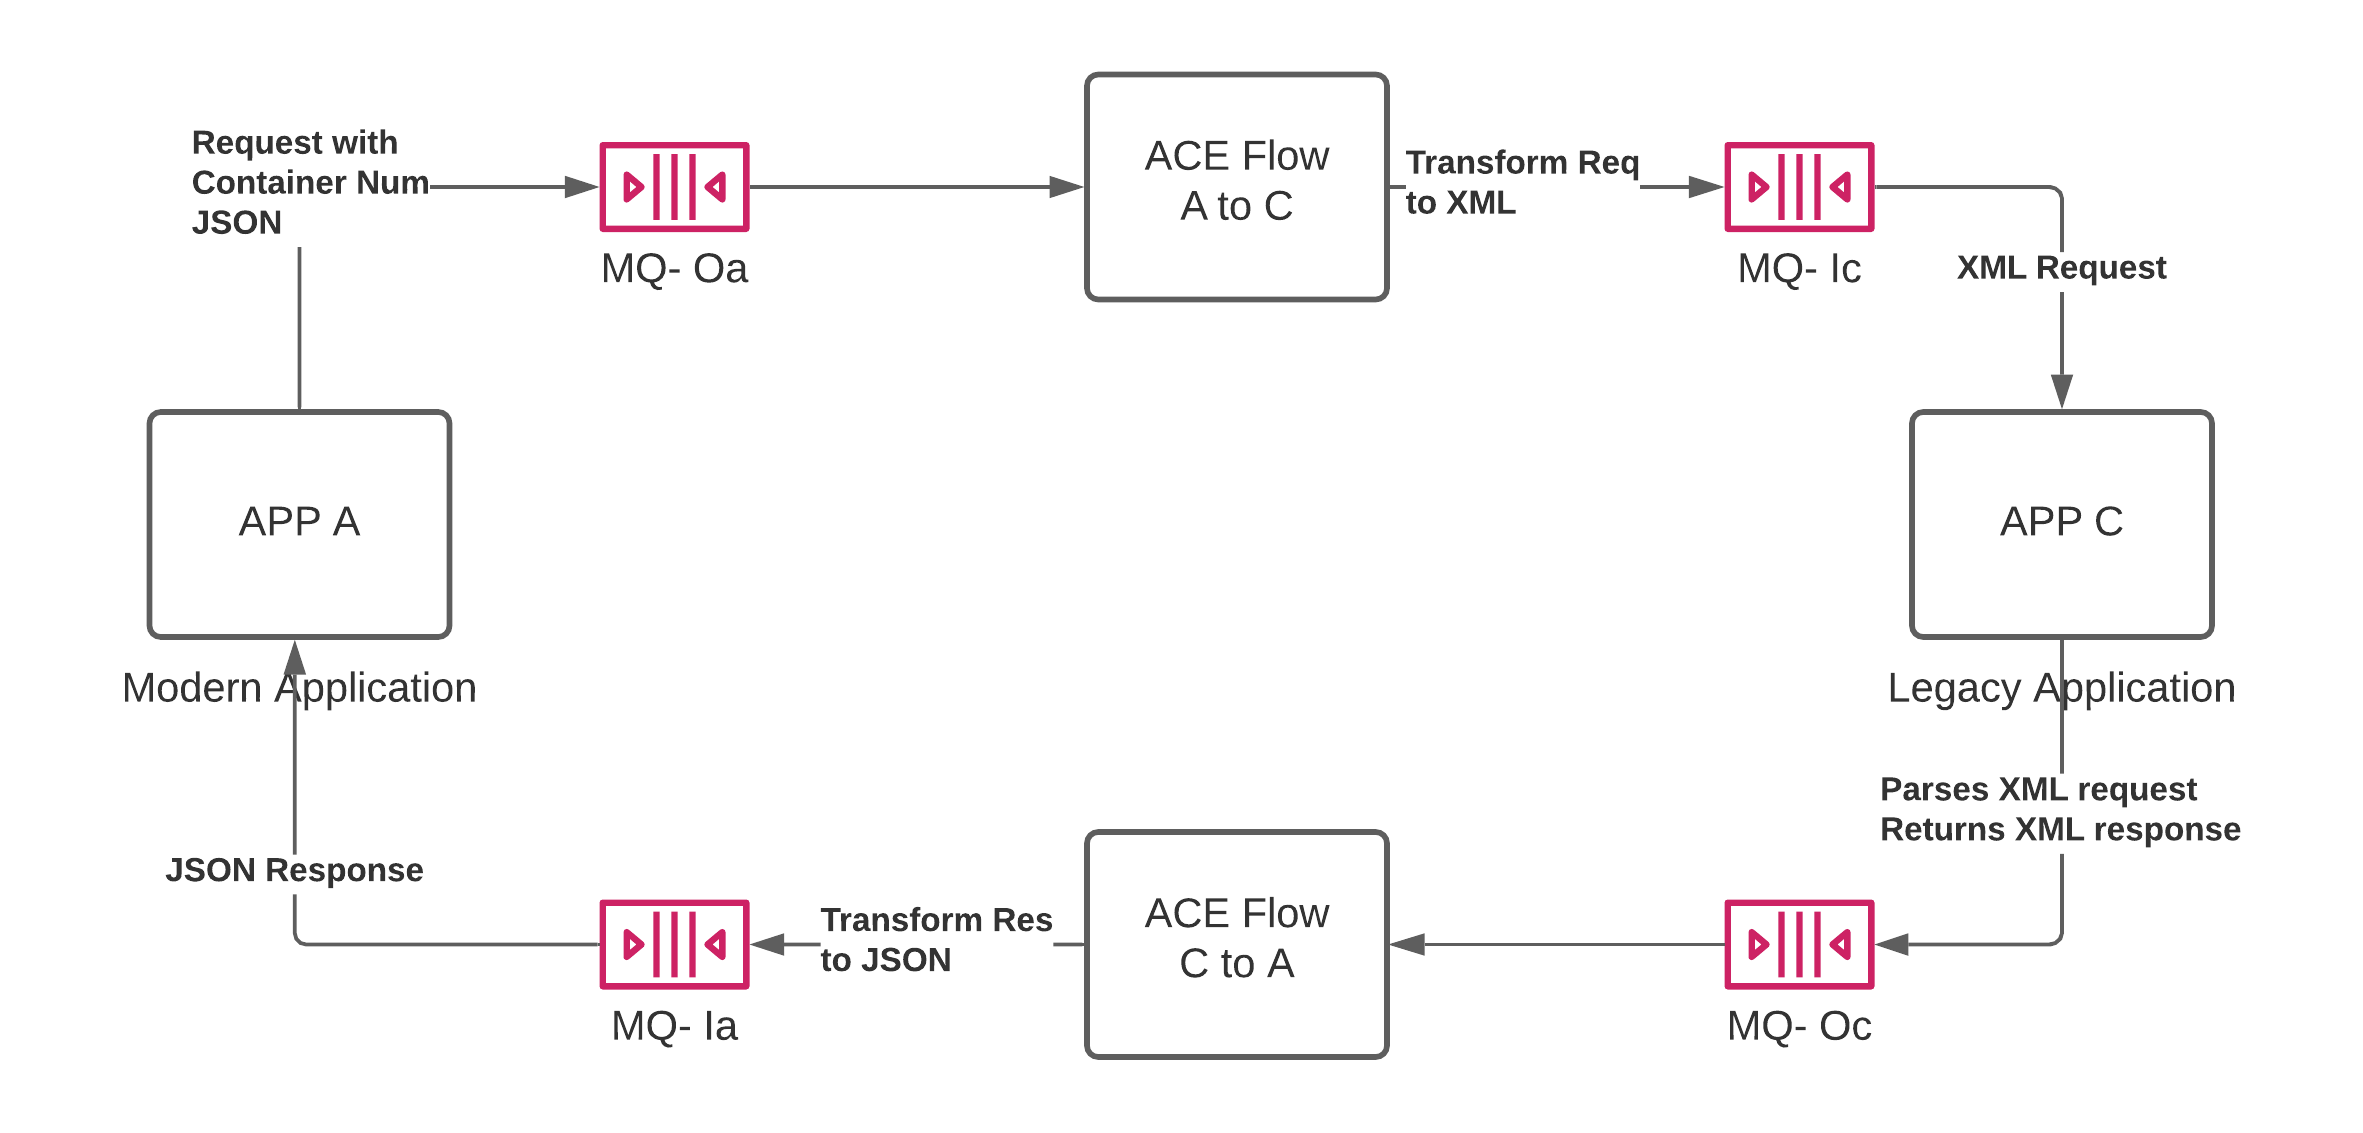 Request with
Container Num
JSON
MQ- Oa
ACE Flow
A to C
Transform Req
to XML
MQ- Ic
XML Request
APP A
Modern Application
APP C
Legacy Application
Parses XML request
Returns XML response
JSON Response
MQ- Ia
Transform Res
to JSON
ACE Flow
C to A
MQ- Oc